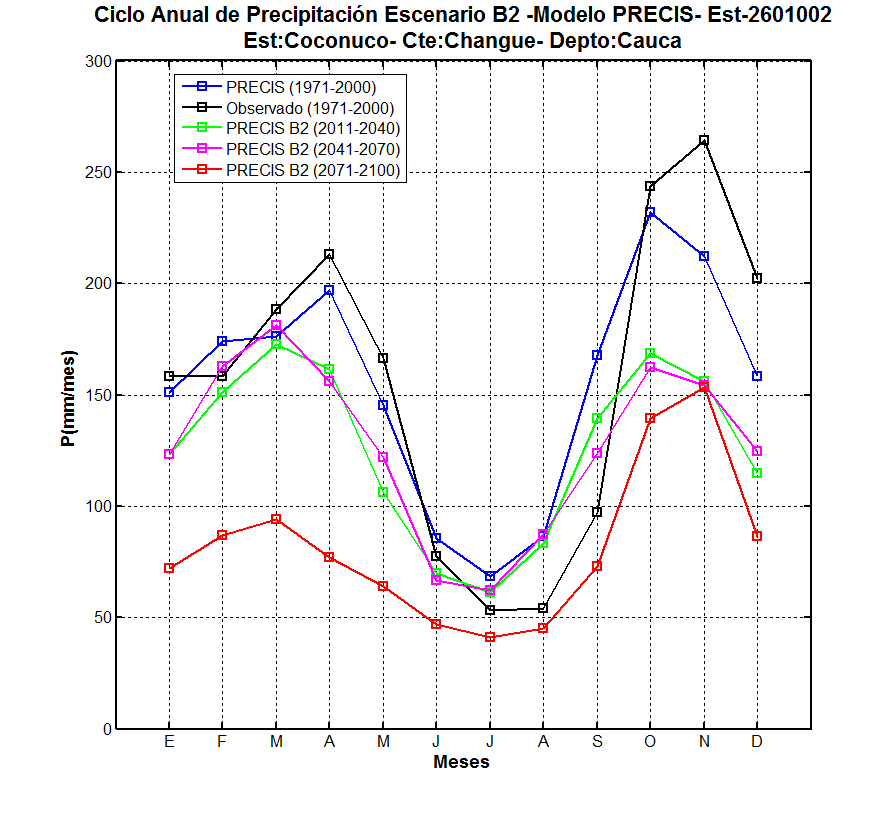 Ciclo Anual de Precipitación Escenario B2 -Modelo PRECIS- Est-2601002
Est:Coconuco- Cte:Changue- Depto:Cauca
PRECIS (1971-2000)
Observado (1971-2000)
PRECIS B2 (2011-2040)
PRECIS B2 (2041-2070)
PRECIS B2 (2071-2100)
P(mm/mes)
300
250
200
150
100
50
0
E F M A M J J A S O N D
Meses